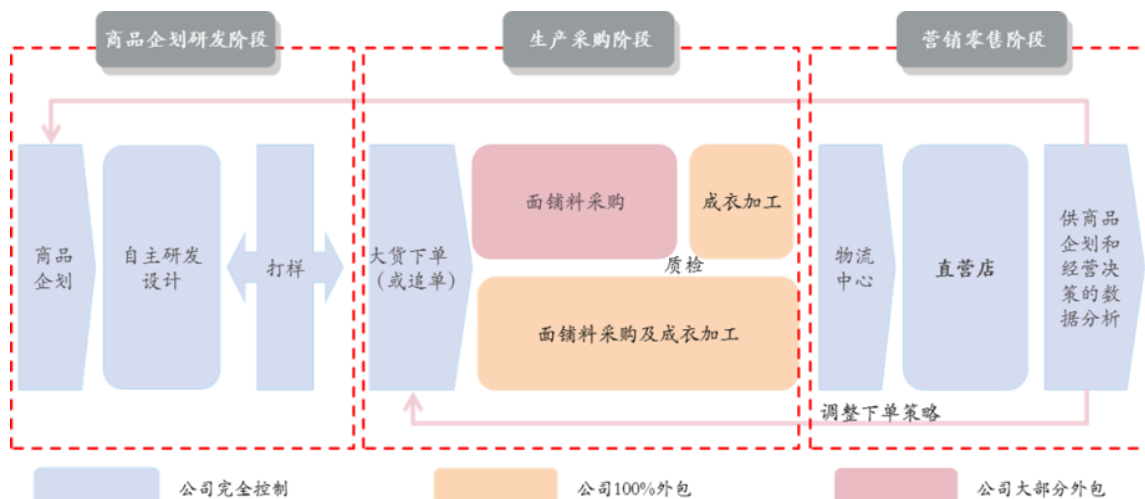 商品企划研发阶段
生产采购阶段
营销零售阶段
商品
企划
自主研发
设计
打样
大货下单
（或追单）
面铺料采购
成衣加工
质检
面铺料采购及成衣加工
物流
中心
直营店
供商品
企划和
经营决
策的数
据分析
调整下单策略
公司完全控制
公司100%外包
公司大部分外包